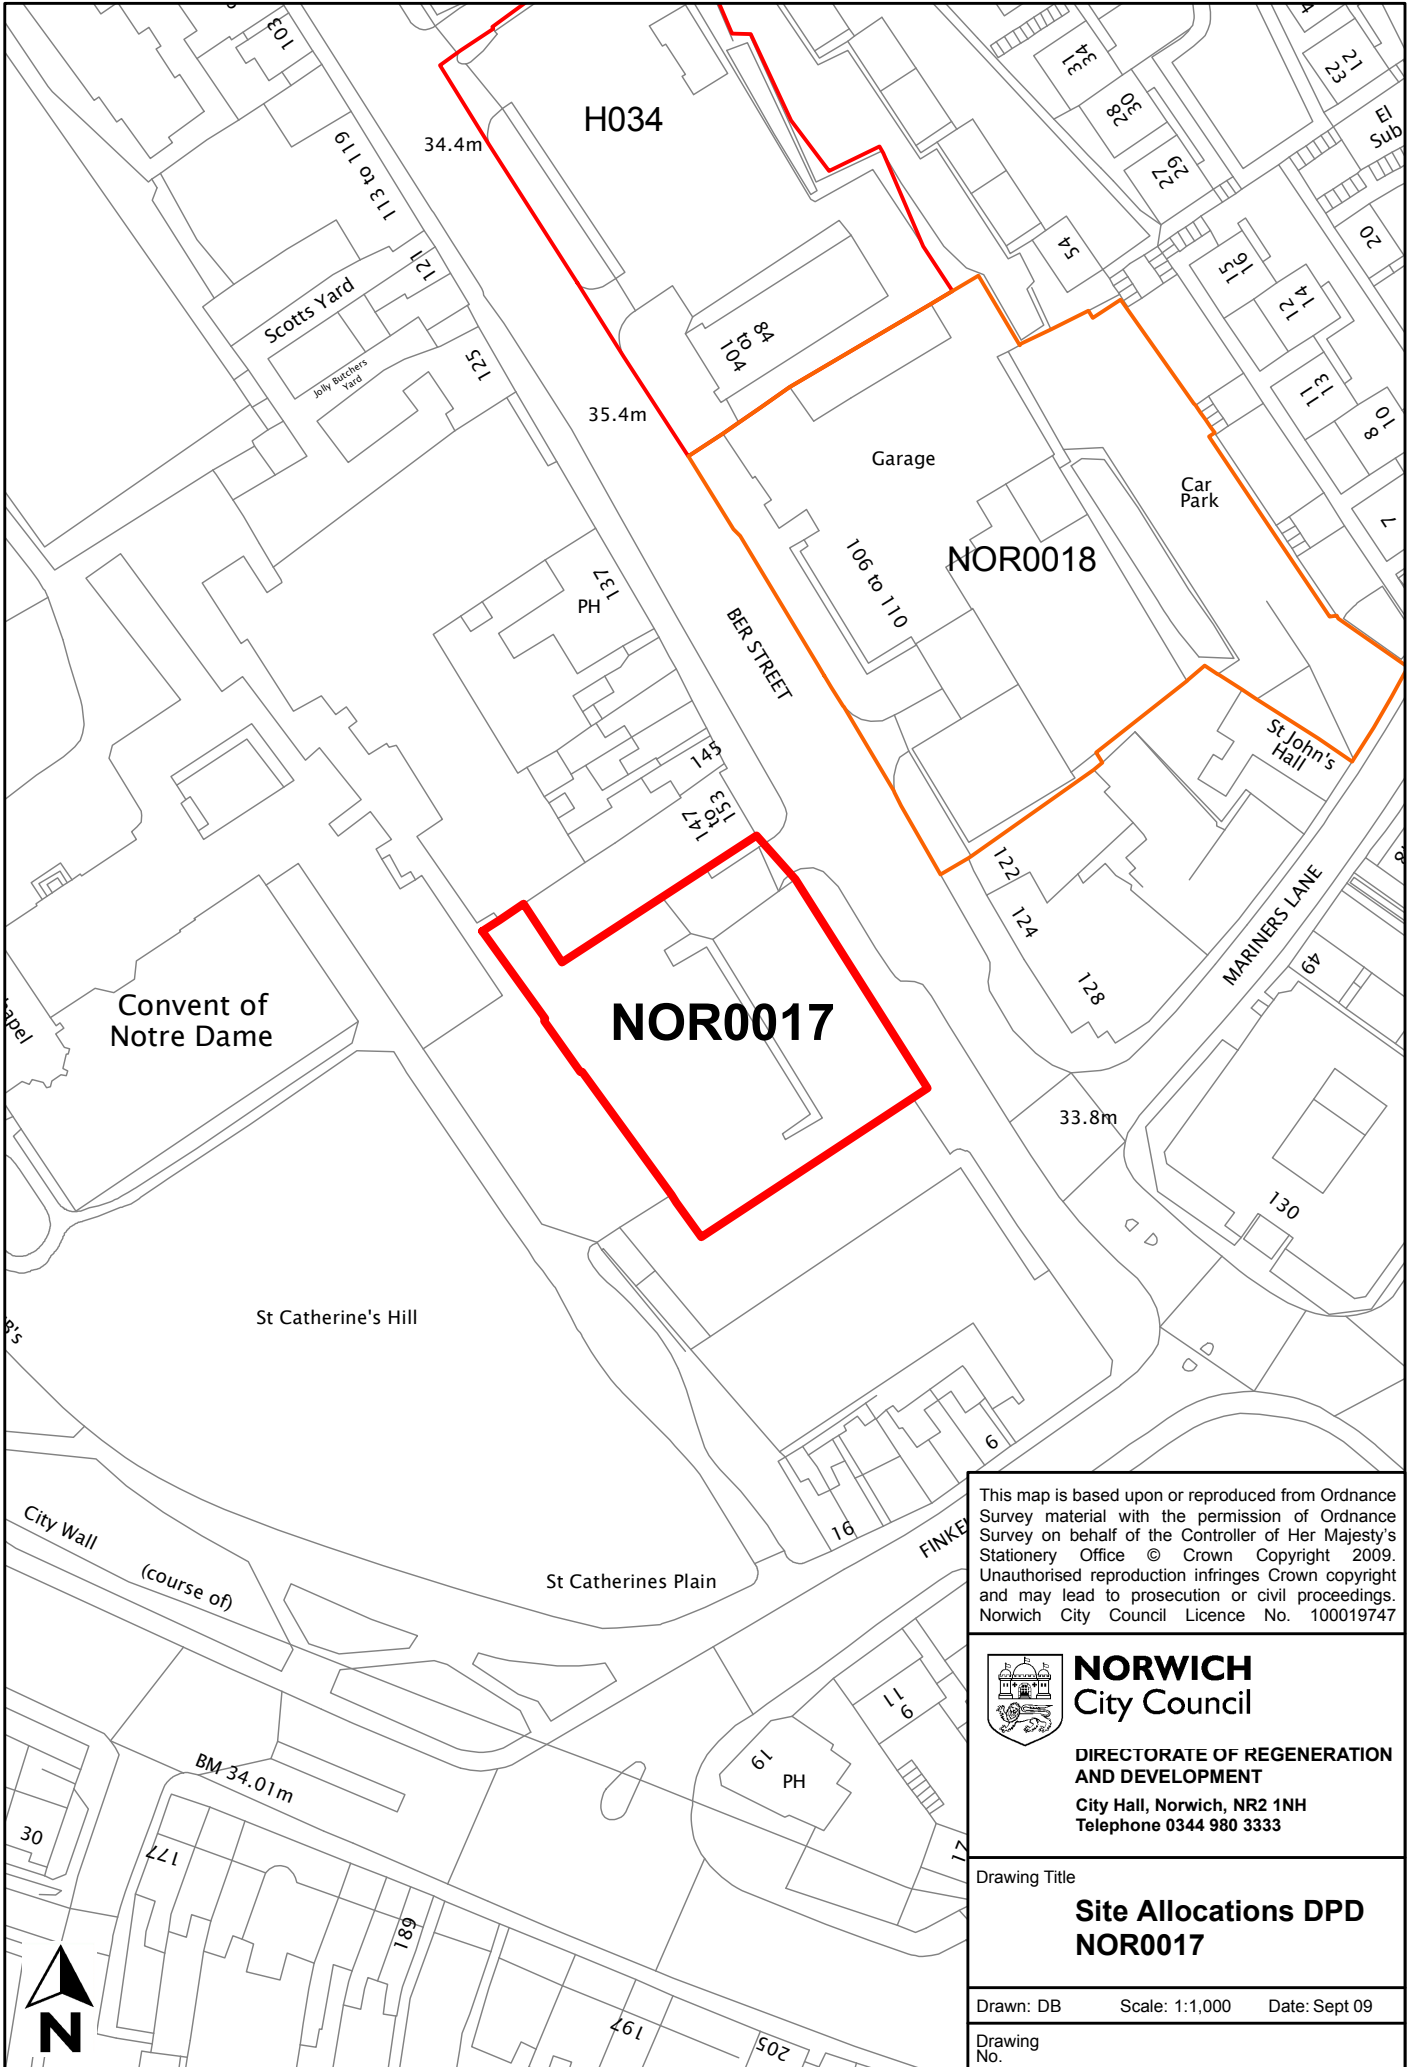 103
113 to 119
34.4m
H034
34
31
30
28
29
27
21
12
23
4
El
Sub
20
54
121
Scotts Yard
Jolly Butchers
Yard
125
84
to
104
35.4m
16
15
14
12
13
11
10
8
7
Garage
Car
Park
NOR0018
106 to 110
137
PH
BER STREET
145
147
to
153
St John's
Hall
122
124
128
MARINERS LANE
49
Convent of
Notre Dame
NOR0017
33.8m
130
St Catherine's Hill
6
16
City Wall
(course of)
St Catherines Plain
This map is based upon or reproduced from Ordnance
Survey material with the permission of Ordnance
Survey on behalf of the Controller of Her Majesty's
Stationery Office © Crown Copyright 2009.
Unauthorised reproduction infringes Crown copyright
and may lead to prosecution or civil proceedings.
Norwich City Council Licence No. 100019747
NORWICH
City Council
DIRECTORATE OF REGENERATION
AND DEVELOPMENT
City Hall, Norwich, NR2 1NH
Telephone 0344 980 3333
11
9
19
PH
21
BM 34.01m
30
177
189
197
205
N
Drawing Title
Site Allocations DPD
NOR0017
Drawn: DB Scale: 1:1,000 Date: Sept 09
Drawing
No.